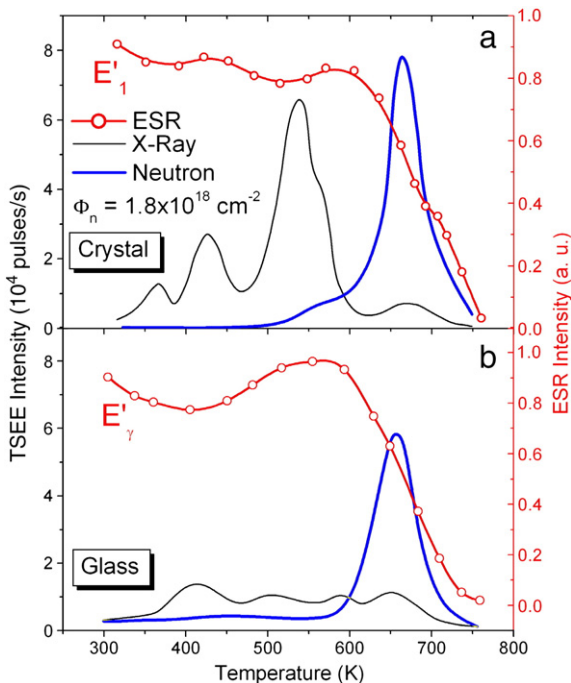 a
E'1
ESR
X-Ray
Neutron
Φn = 1.8x10^18 cm^-2
Crystal
8
6
4
2
0
1.0
0.8
0.6
0.4
0.2
0.0
TSEE Intensity (10^4 pulses/s)
ESR Intensity (a. u.)
b
E'γ
Glass
8
6
4
2
0
1.0
0.8
0.6
0.4
0.2
0.0
300 400 500 600 700 800
Temperature (K)